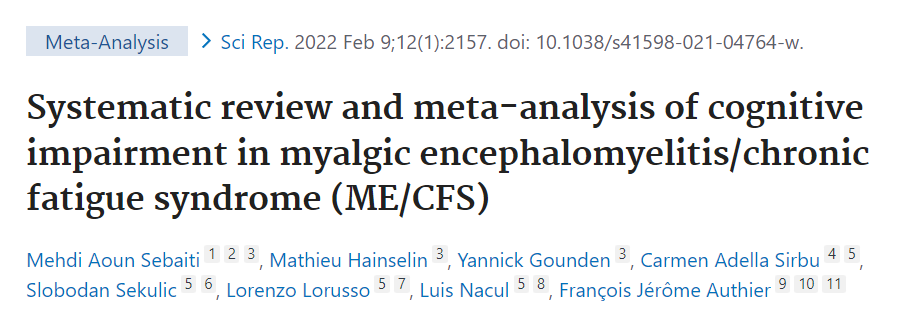 Meta-Analysis > Sci Rep. 2022 Feb 9;12(1):2157. doi: 10.1038/s41598-021-04764-w.
Systematic review and meta-analysis of cognitive
impairment in myalgic encephalomyelitis/chronic
fatigue syndrome (ME/CFS)
Mehdi Aoun Sebaiti 1 2 3, Mathieu Hainselin 3, Yannick Gounden 3, Carmen Adella Sirbu 4 5,
Slobodan Sekulic 5 6, Lorenzo Lorusso 5 7, Luis Nacul 5 8, François Jérôme Authier 9 10 11